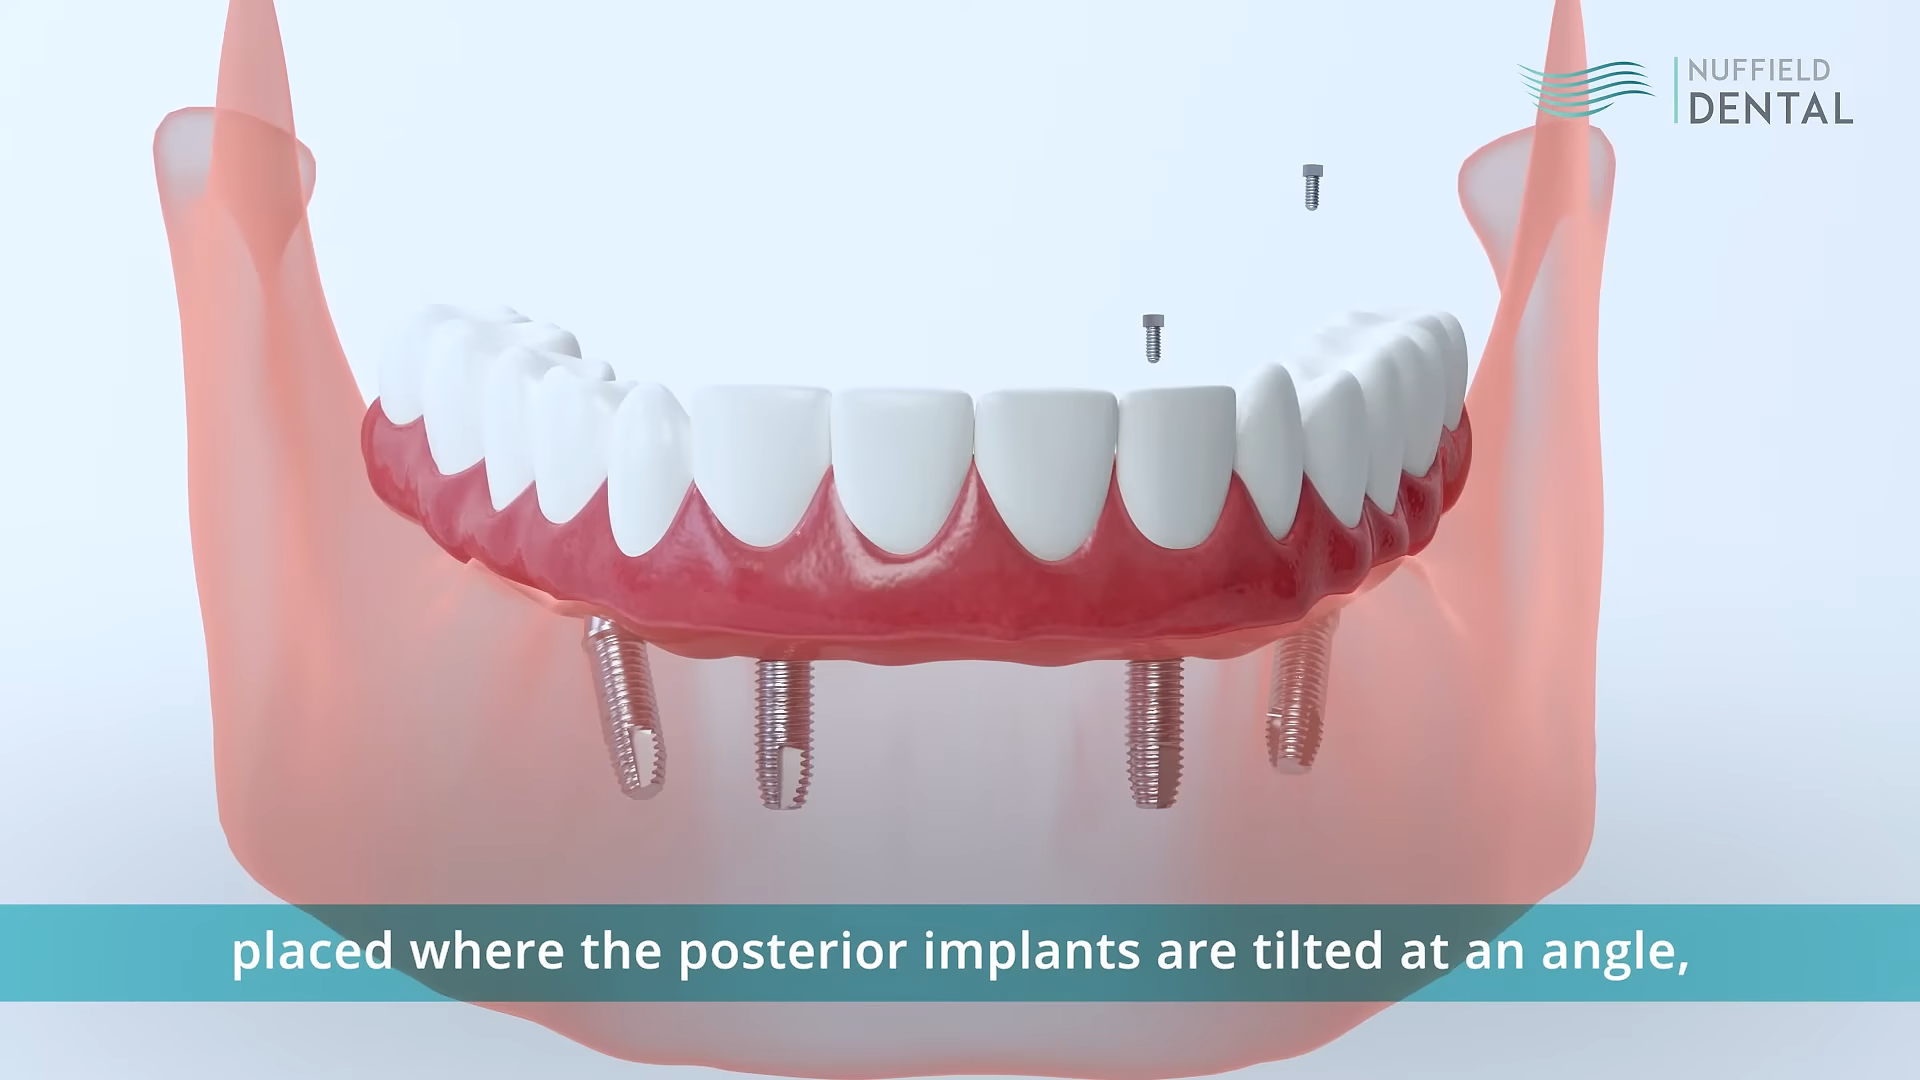 NUFFIELD
DENTAL
placed where the posterior implants are tilted at an angle,